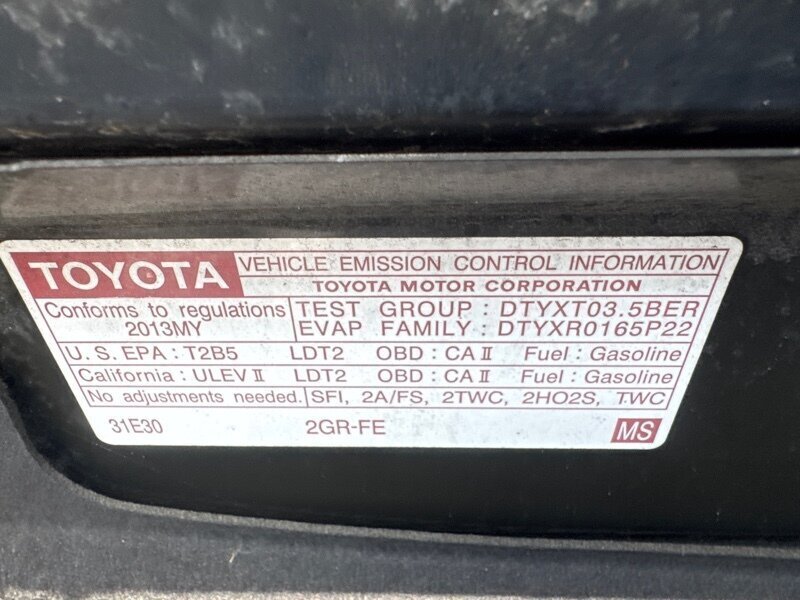 TOYOTA VEHICLE EMISSION CONTROL INFORMATION
TOYOTA MOTOR CORPORATION
Conforms to regulations
2013MY
TEST GROUP : DTYXT03.5BER
EVAP FAMILY : DTYXR0165P22
U.S. EPA : T2B5 LDT2 OBD : CA II Fuel : Gasoline
California : ULEV II LDT2 OBD : CA II Fuel : Gasoline
No adjustments needed. SFI, 2A/FS, 2TWC, 2HO2S, TWC
31E30 2GR-FE MS